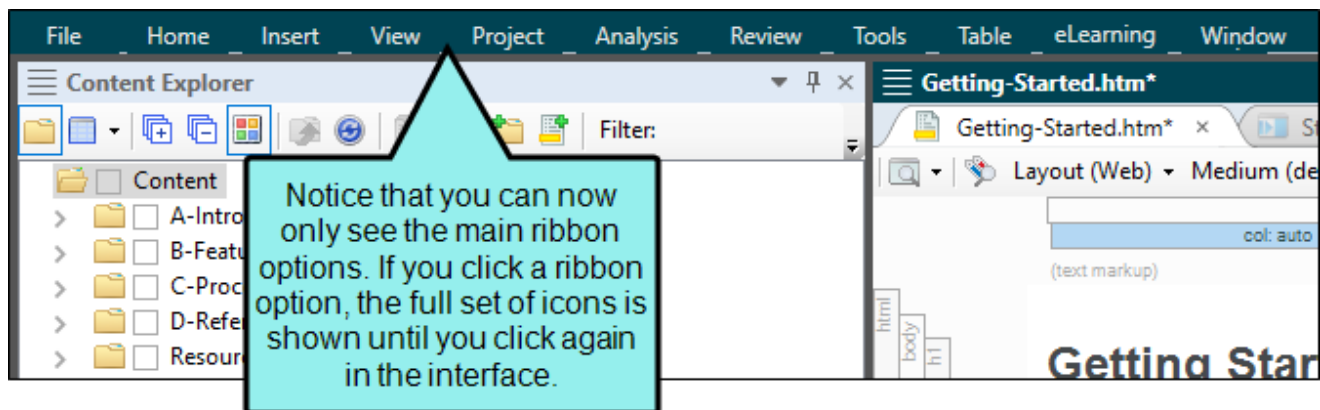 File Home Insert View Project Analysis Review Tools Table eLearning Window
Content Explorer
Getting-Started.htm*
Filter:
Getting-Started.htm*
Layout (Web)
Medium (de
Content
A-Intro
B-Featu
C-Proc
D-Refe
Resour
Notice that you can now
only see the main ribbon
options. If you click a ribbon
option, the full set of icons is
shown until you click again
in the interface.
col: auto
(text markup)
html
body
h1
Getting Star